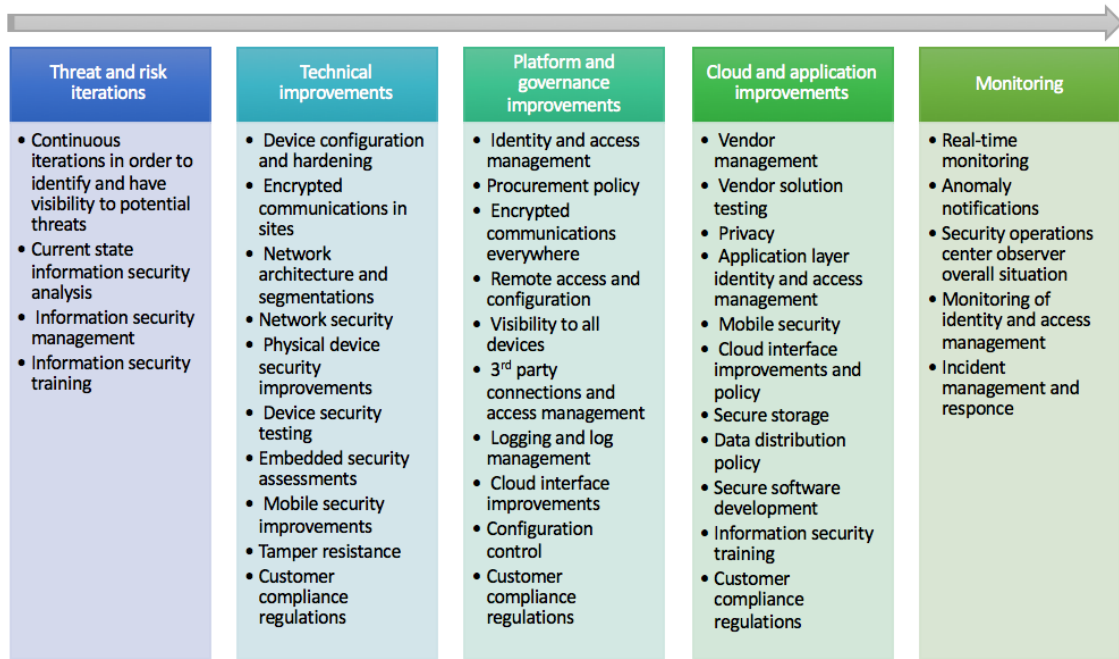 Threat and risk
iterations
• Continuous
iterations in order to
identify and have
visibility to potential
threats
• Current state
information security
analysis
• Information security
management
• Information security
training
Technical
improvements
• Device configuration
and hardening
• Encrypted
communications in
sites
• Network
architecture and
segmentations
• Network security
• Physical device
security
improvements
• Device security
testing
• Embedded security
assessments
• Mobile security
improvements
• Tamper resistance
• Customer
compliance
regulations
Platform and
governance
improvements
• Identity and access
management
• Procurement policy
• Encrypted
communications
everywhere
• Remote access and
configuration
• Visibility to all
devices
• 3rd party
connections and
access management
• Logging and log
management
• Cloud interface
improvements
• Configuration
control
• Customer
compliance
regulations
Cloud and application
improvements
• Vendor
management
• Vendor solution
testing
• Privacy
• Application layer
identity and access
management
• Mobile security
• Cloud interface
improvements and
policy
• Secure storage
• Data distribution
policy
• Secure software
development
• Information security
training
• Customer
compliance
regulations
Monitoring
• Real-time
monitoring
• Anomaly
notifications
• Security operations
center observer
overall situation
• Monitoring of
identity and access
management
• Incident
management and
responce